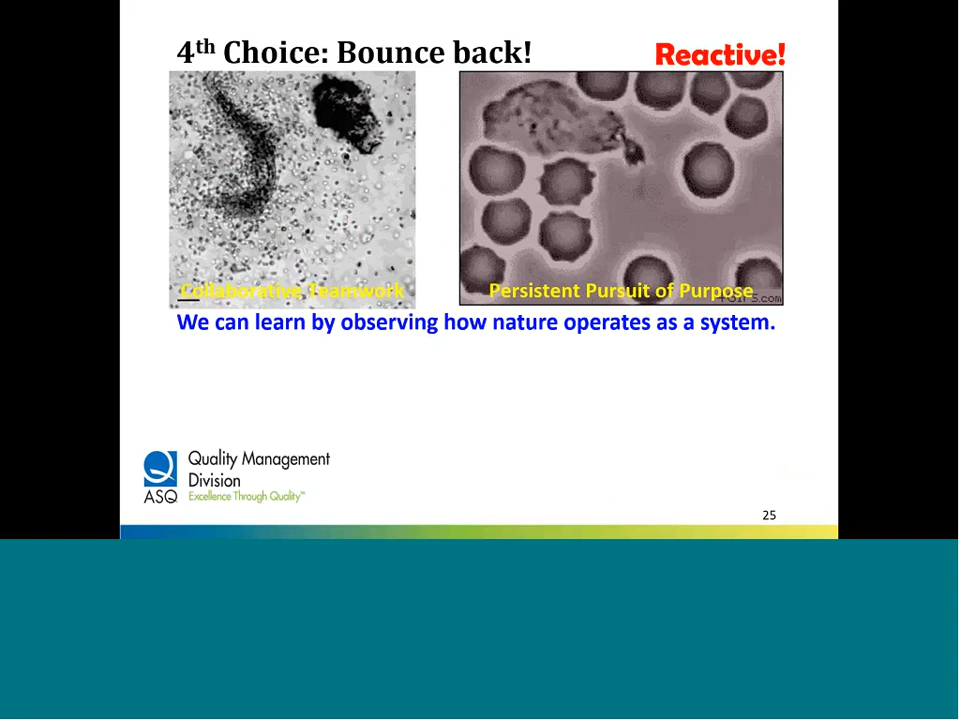 4th Choice: Bounce back!
Reactive!
Collaborative Teamwork
Persistent Pursuit of Purpose
We can learn by observing how nature operates as a system.
Quality Management
Division
ASQ Excellence Through Quality™
25